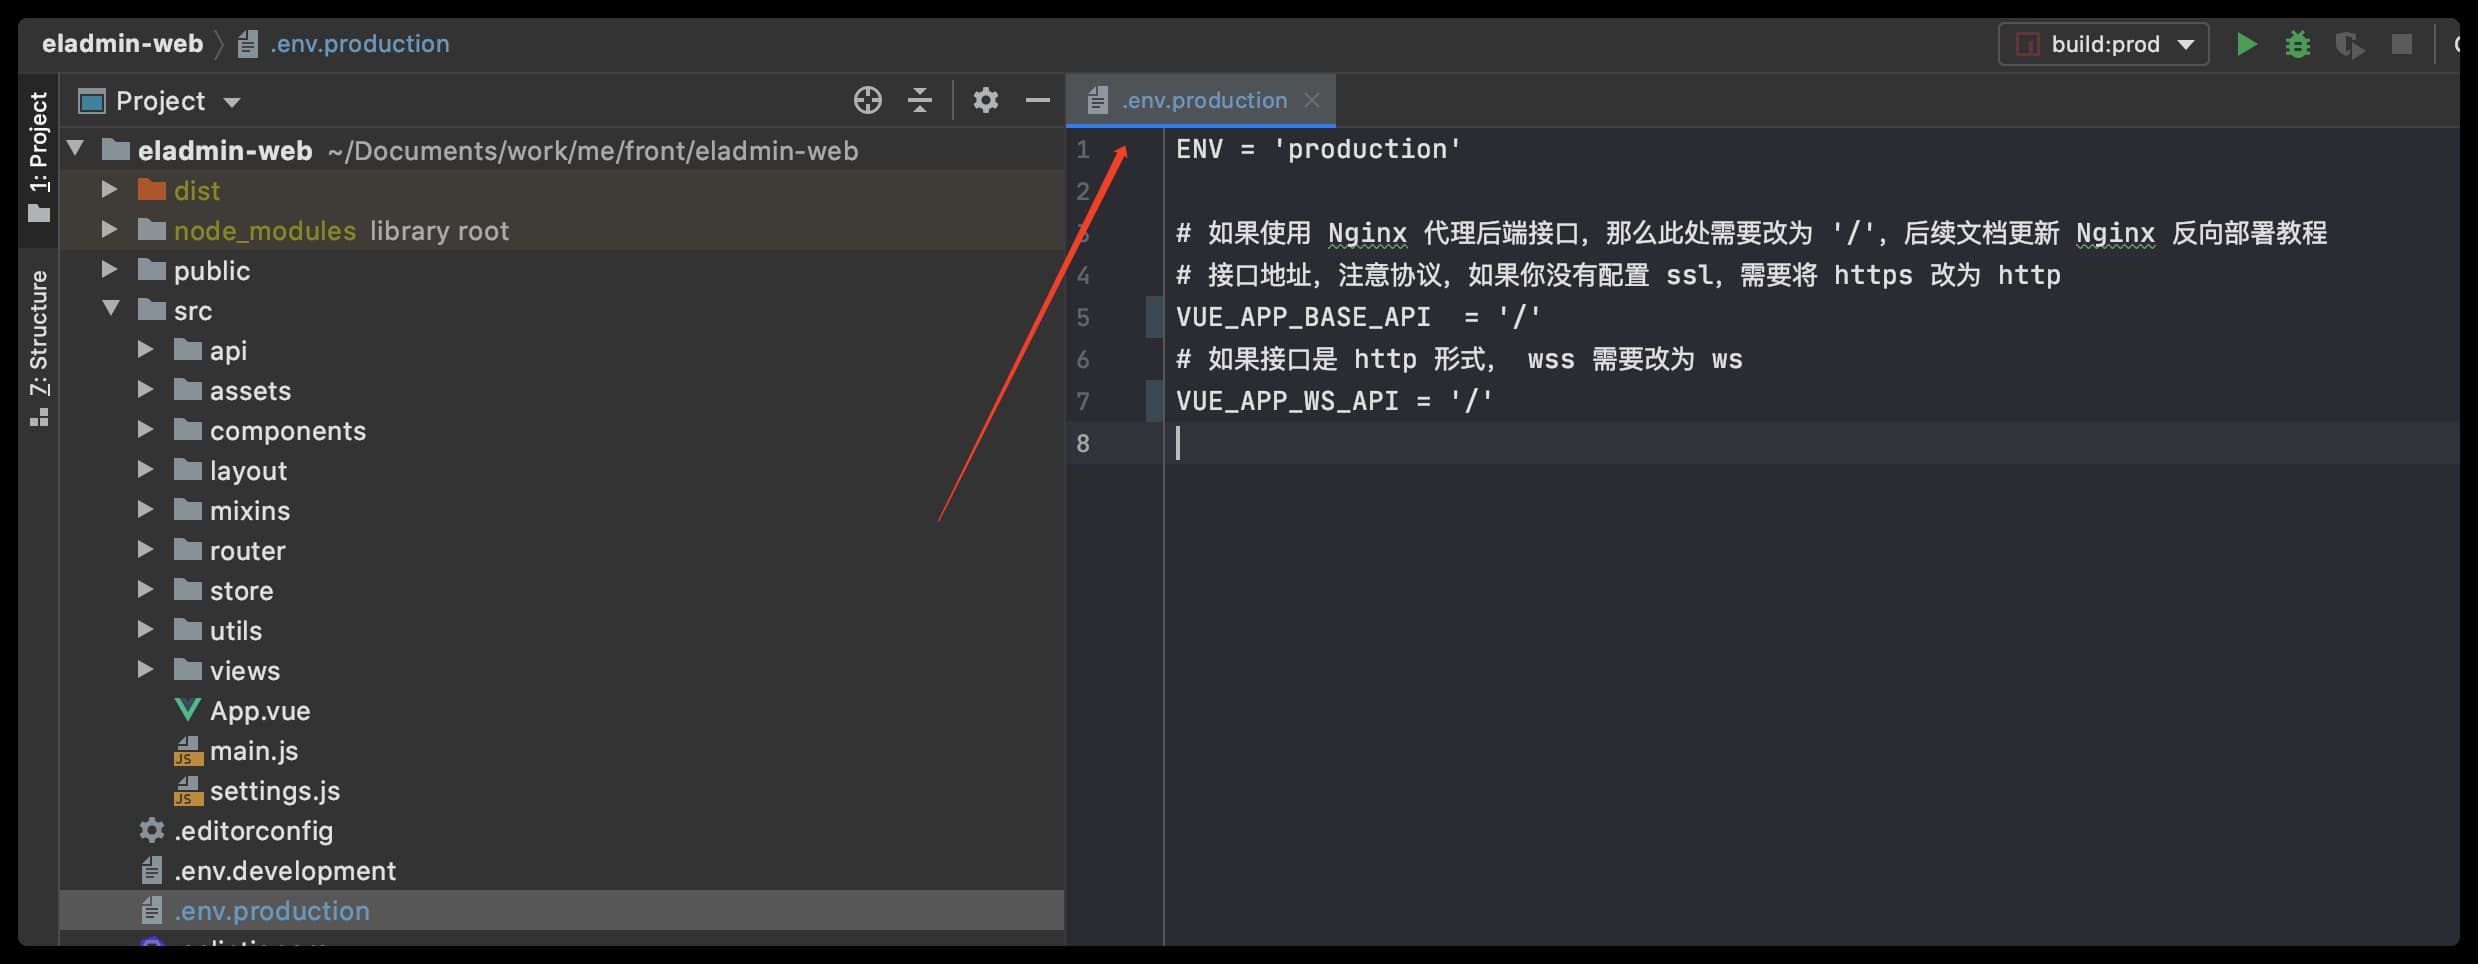 eladmin-web
.env.production
build:prod
1: Project
7: Structure
Project
eladmin-web ~/Documents/work/me/front/eladmin-web
dist
node_modules library root
public
src
api
assets
components
layout
mixins
router
store
utils
views
App.vue
JS main.js
JS settings.js
.editorconfig
.env.development
.env.production
.env.production
1 ENV = 'production'
2
3 # 如果使用 Nginx 代理后端接口，那么此处需要改为 '/'，后续文档更新 Nginx 反向部署教程
4 # 接口地址，注意协议，如果你没有配置 ssl，需要将 https 改为 http
5 VUE_APP_BASE_API  = '/'
6 # 如果接口是 http 形式， wss 需要改为 ws
7 VUE_APP_WS_API = '/'
8